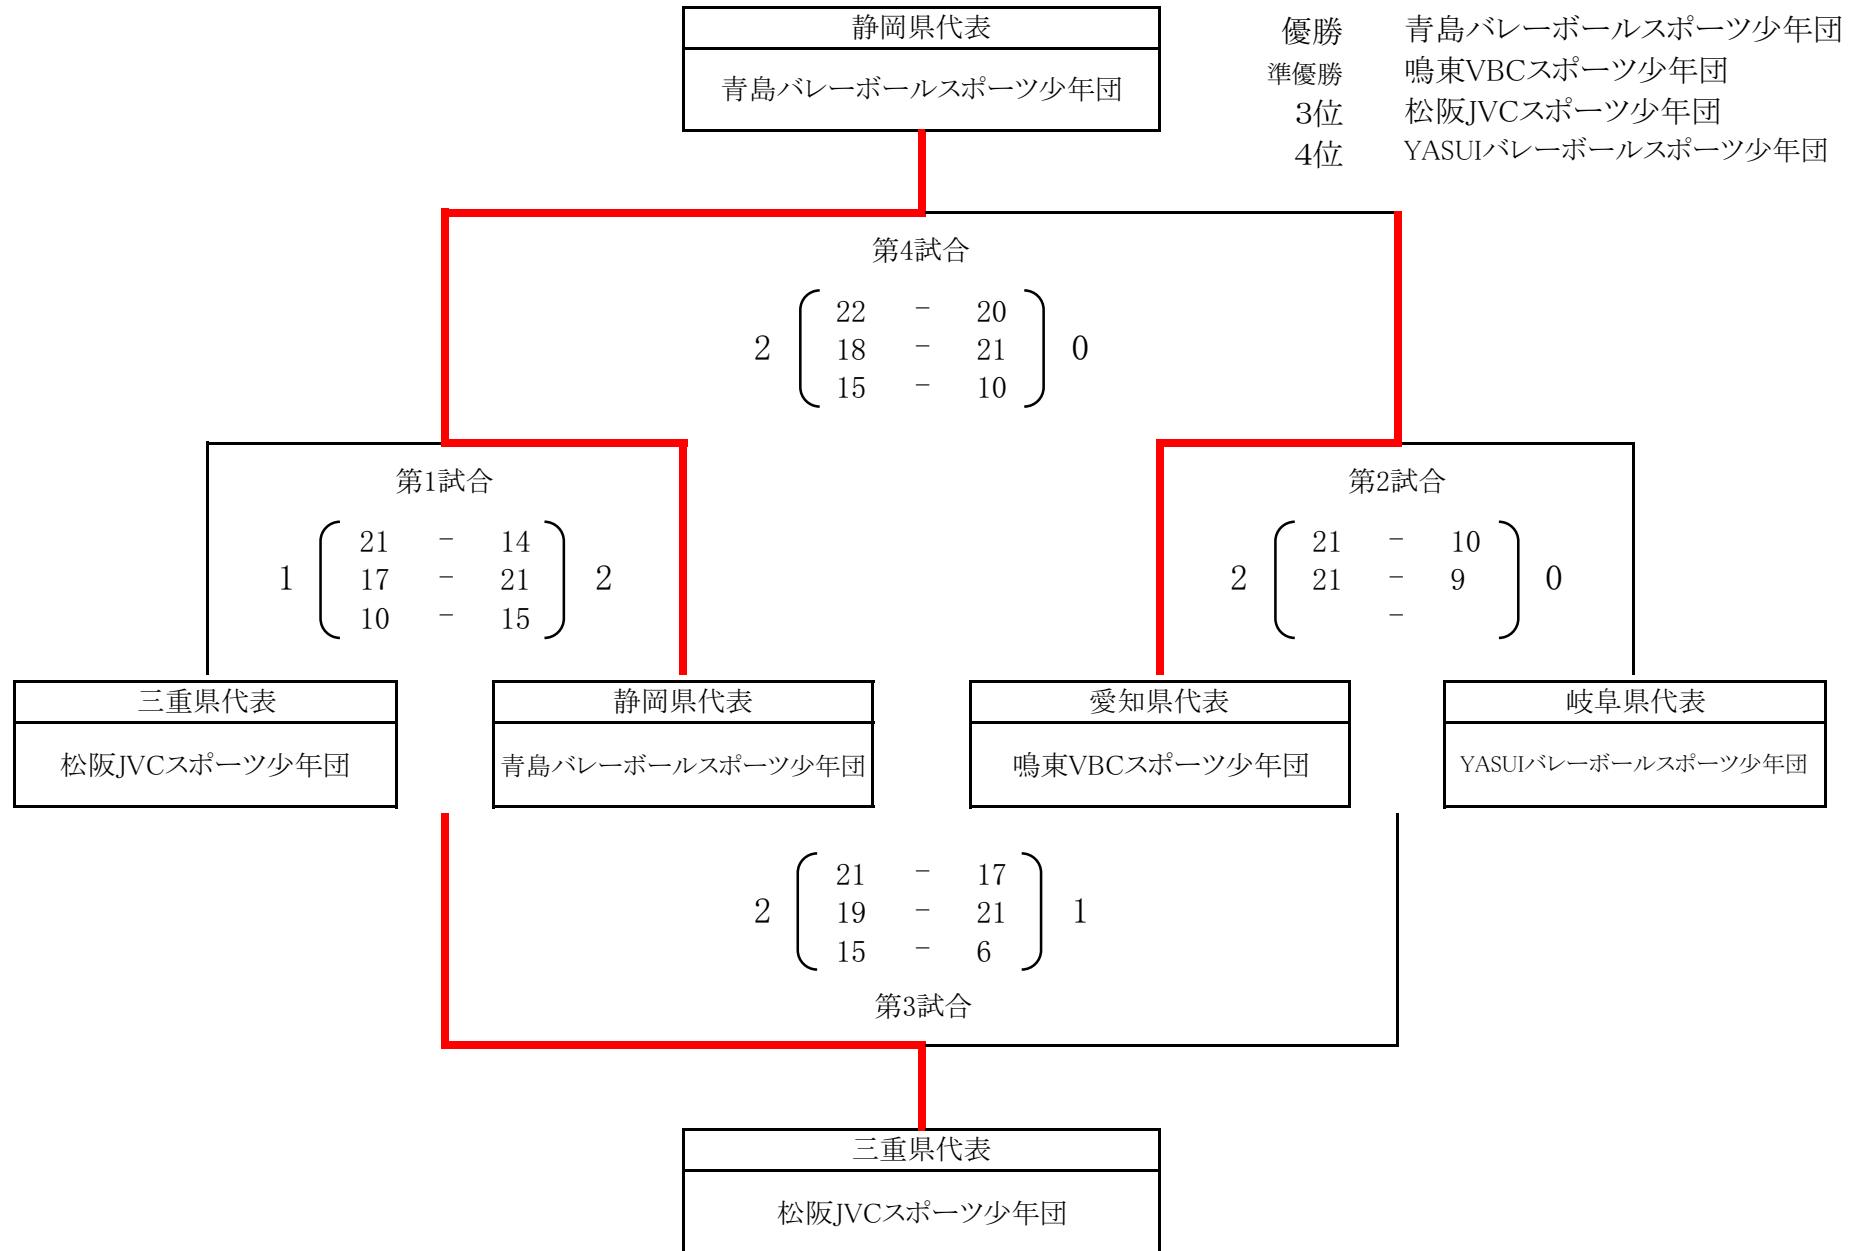 静岡県代表
青島バレーボールスポーツ少年団
優勝 青島バレーボールスポーツ少年団
準優勝 鳴東VBCスポーツ少年団
3位 松阪JVCスポーツ少年団
4位 YASUIバレーボールスポーツ少年団
第4試合
22 - 20
2 18 - 21 0
15 - 10
第1試合
21 - 14
1 17 - 21 2
10 - 15
第2試合
21 - 10
2 21 - 9 0
-
三重県代表
松阪JVCスポーツ少年団
静岡県代表
青島バレーボールスポーツ少年団
愛知県代表
鳴東VBCスポーツ少年団
岐阜県代表
YASUIバレーボールスポーツ少年団
21 - 17
2 19 - 21 1
15 - 6
第3試合
三重県代表
松阪JVCスポーツ少年団